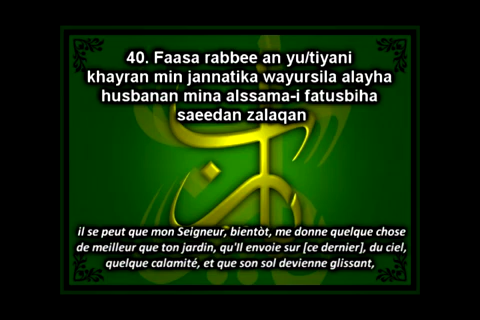 40. Faasa rabbee an yu/tiyani
khayran min jannatika wayursila alayha
husbanan mina alssama-i fatusbiha
saeedan zalaqan
il se peut que mon Seigneur, bientòt, me donne quelque chose
de meilleur que ton jardin, qu'Il envoie sur [ce dernier], du ciel,
quelque calamité, et que son sol devienne glissant,